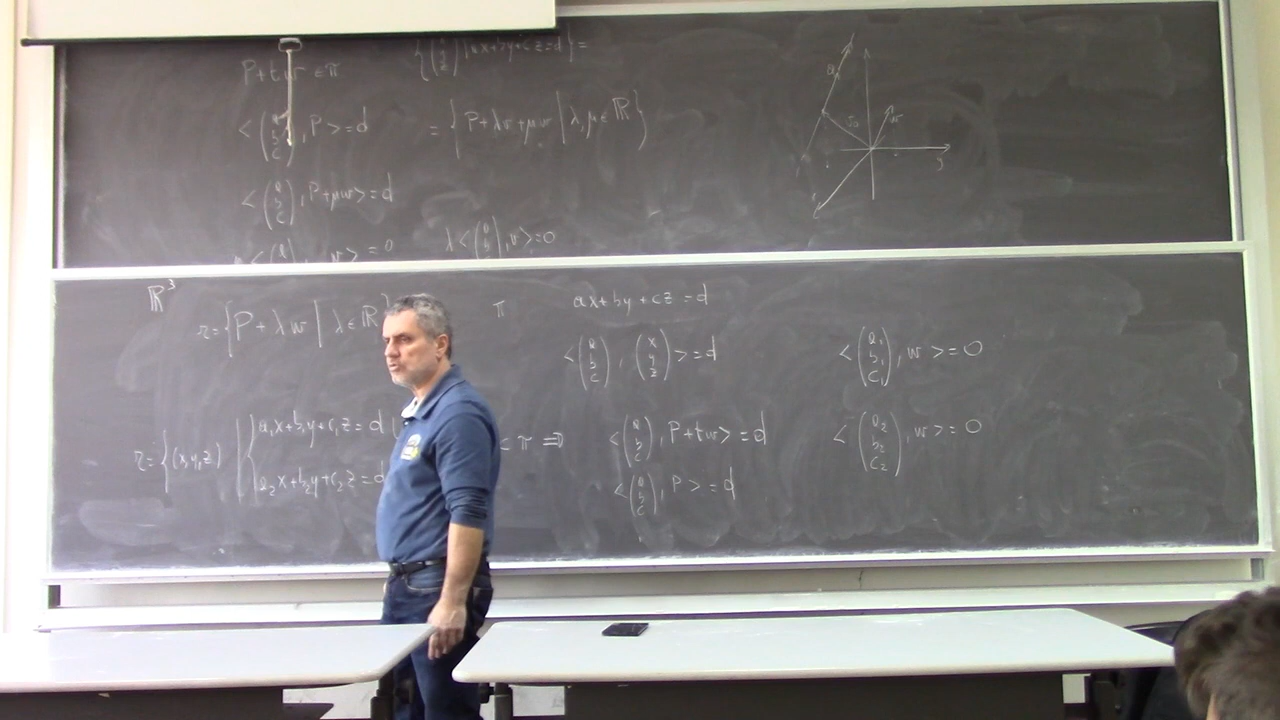 P+tw ∈ π
{(x y z) | ax+by+cz=d}=
<(a b c), P>=d
={P+λv+μw | λ,μ∈ℝ}
<(a b c), P+μw>=d
<(a b c), w>=0
λ<(a b c), v>=0
ℝ³
r={P+λw | λ∈ℝ}
π
ax+by+cz=d
<(a b c), (x y z)>=d
<(a₁ b₁ c₁), w>=0
r={(x,y,z) | a₁x+b₁y+c₁z=d
a₂x+b₂y+c₂z=d
⊂ π ⇒
<(a b c), P+tw>=d
<(a₂ b₂ c₂), w>=0
<(a b c), P>=d